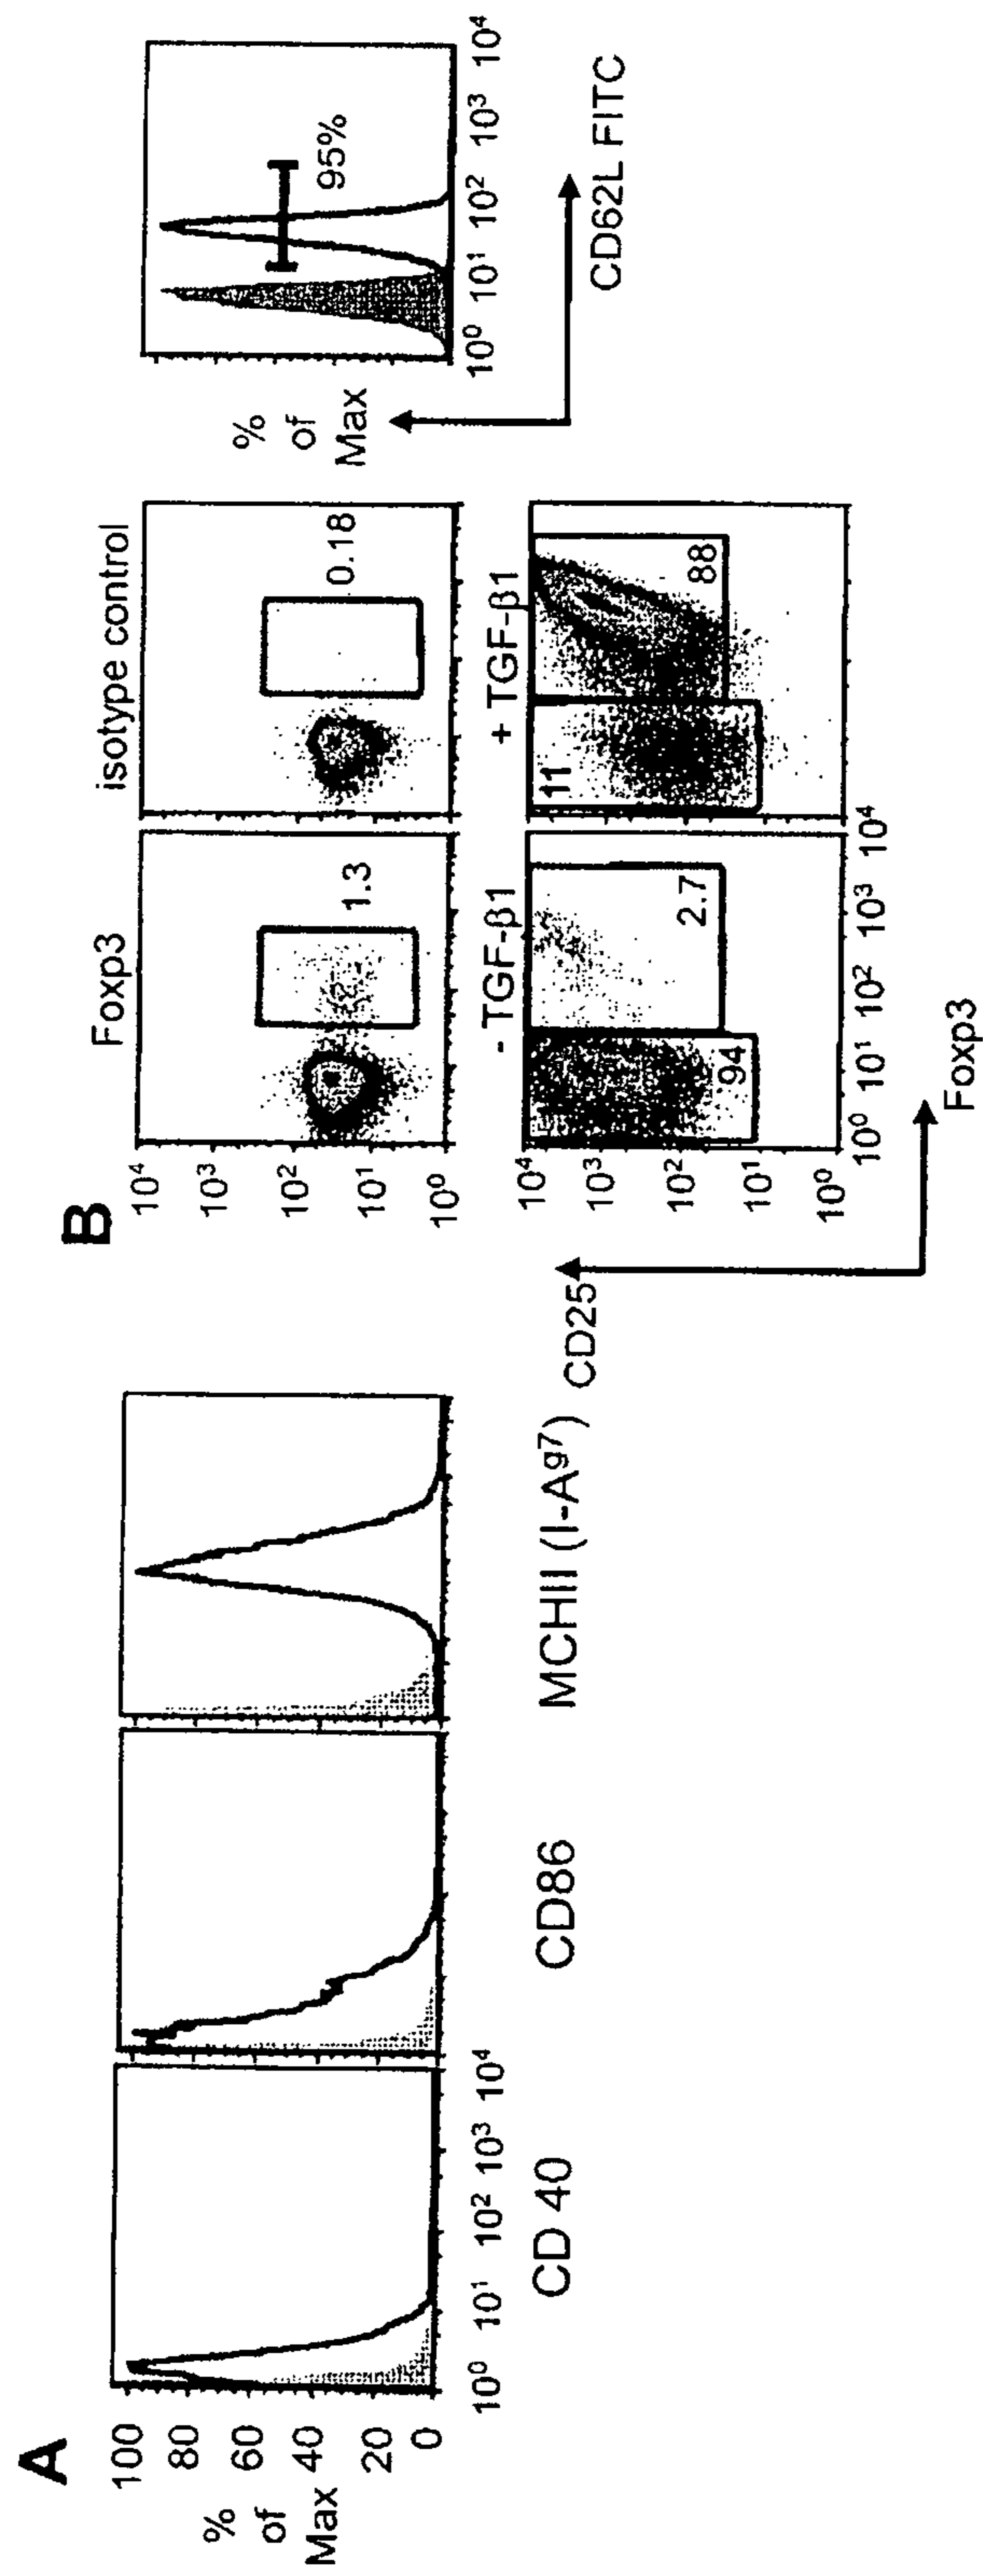 A
%
of
Max
100
80
60
40
20
0
10⁰ 10¹ 10² 10³ 10⁴
CD 40
CD86
MCHII (I-Aᵍ⁷)
B
Foxp3
isotype control
10⁴
10³
10²
10¹
10⁰
1.3
0.18
- TGF-β1
+ TGF-β1
10⁴
10³
10²
10¹
10⁰
94
2.7
11
88
10⁰ 10¹ 10² 10³ 10⁴
CD25
Foxp3
%
of
Max
95%
10⁰ 10¹ 10² 10³ 10⁴
CD62L FITC